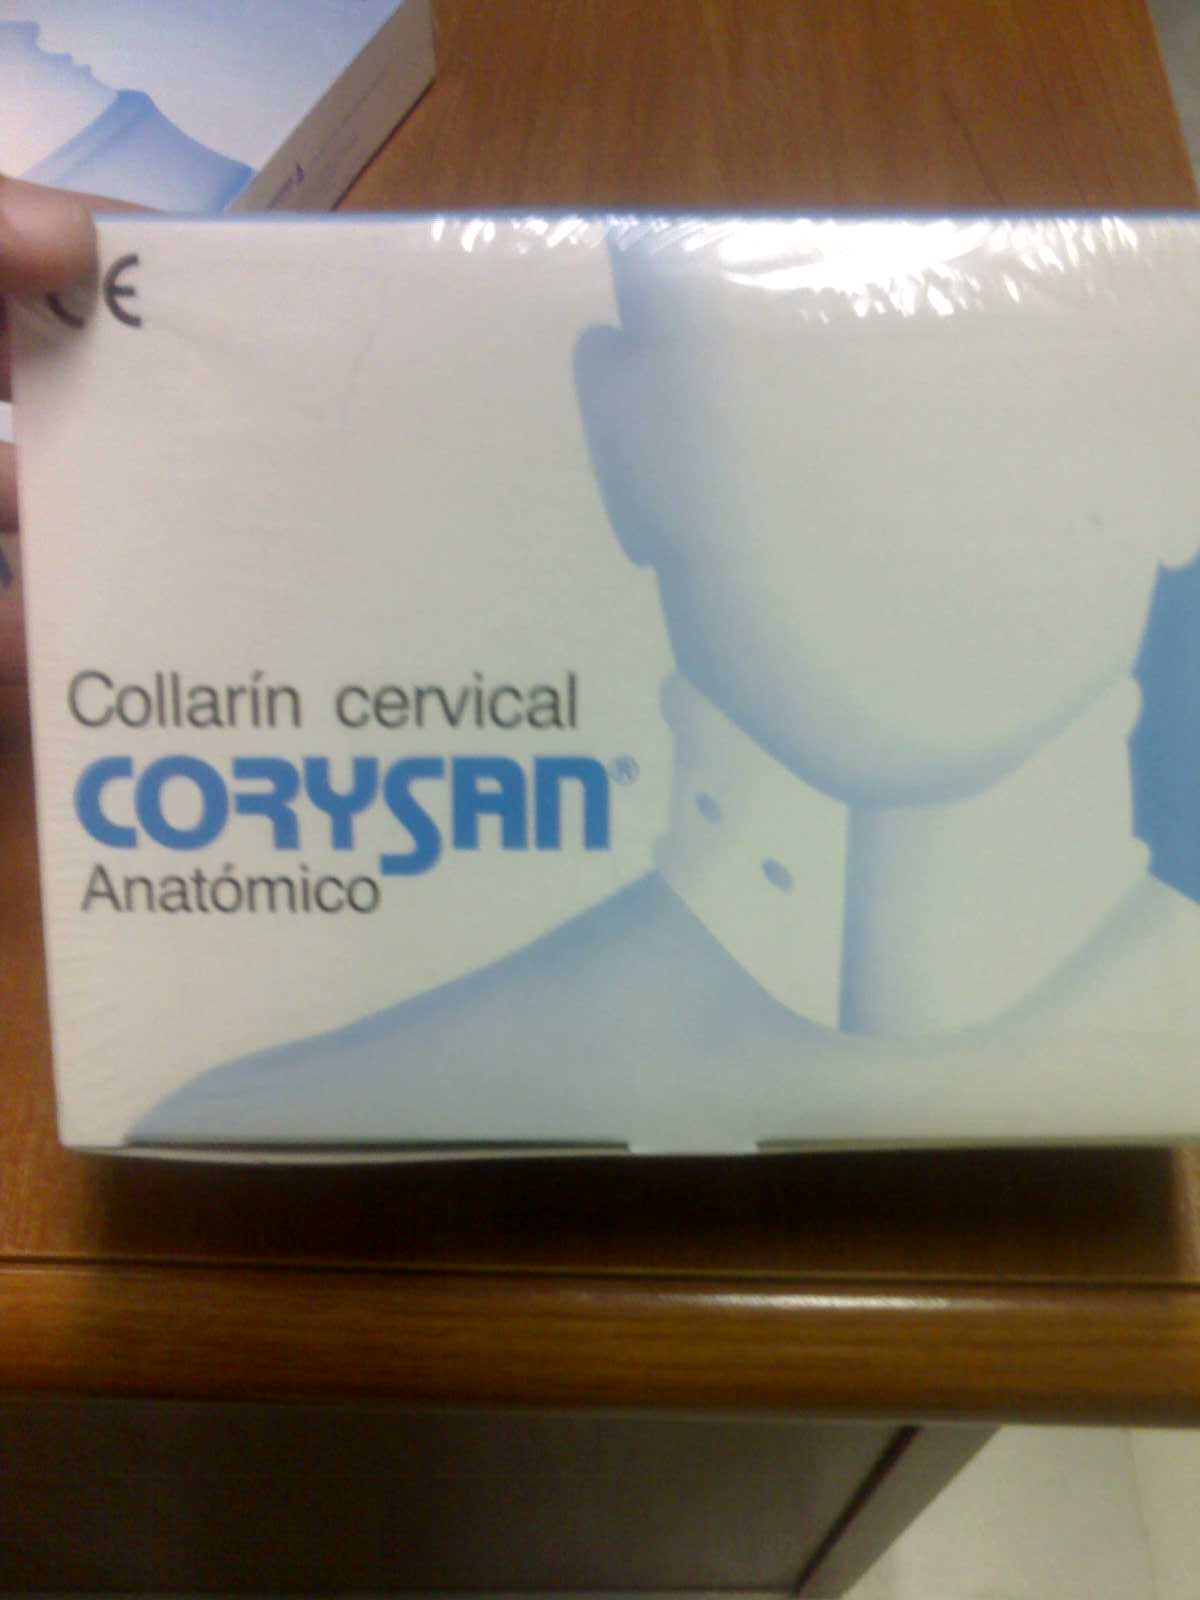 CE
Collarín cervical
CORYSAN®
Anatómico